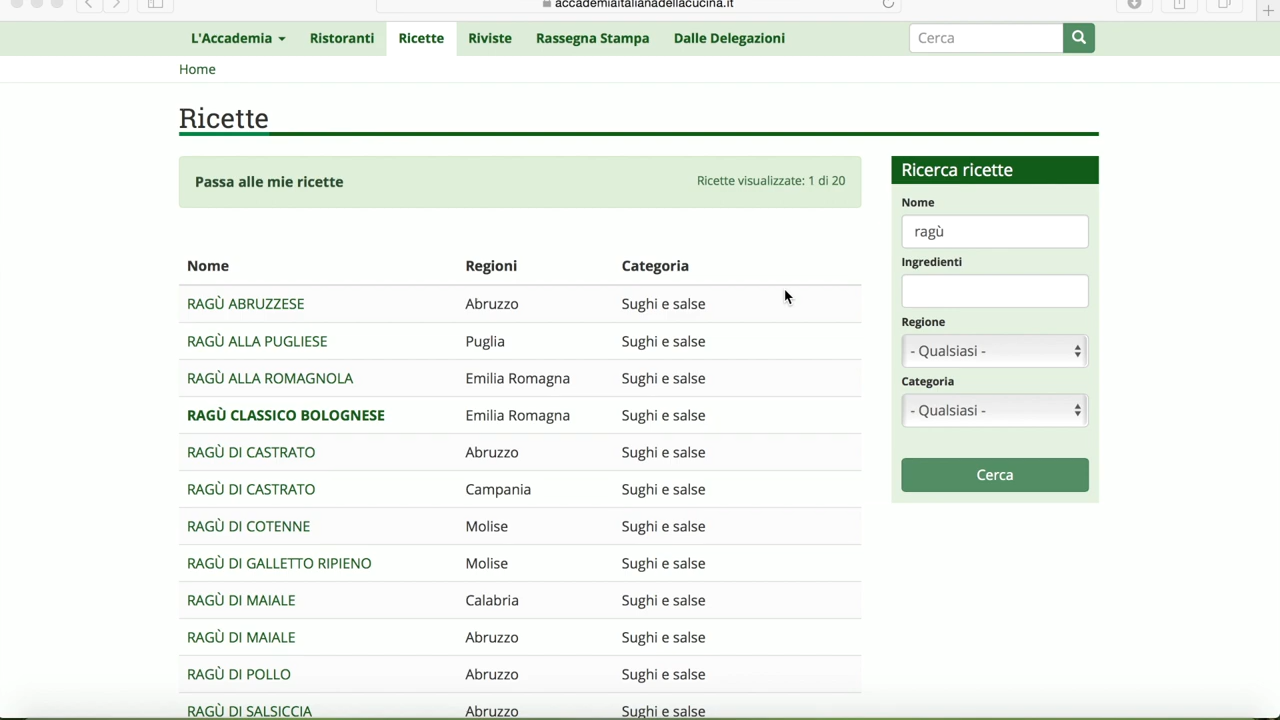 accademiaitalianadellacucina.it
L'Accademia Ristoranti Ricette Riviste Rassegna Stampa Dalle Delegazioni Cerca
Home
Ricette
Passa alle mie ricette Ricette visualizzate: 1 di 20
Nome Regioni Categoria
RAGÙ ABRUZZESE Abruzzo Sughi e salse
RAGÙ ALLA PUGLIESE Puglia Sughi e salse
RAGÙ ALLA ROMAGNOLA Emilia Romagna Sughi e salse
RAGÙ CLASSICO BOLOGNESE Emilia Romagna Sughi e salse
RAGÙ DI CASTRATO Abruzzo Sughi e salse
RAGÙ DI CASTRATO Campania Sughi e salse
RAGÙ DI COTENNE Molise Sughi e salse
RAGÙ DI GALLETTO RIPIENO Molise Sughi e salse
RAGÙ DI MAIALE Calabria Sughi e salse
RAGÙ DI MAIALE Abruzzo Sughi e salse
RAGÙ DI POLLO Abruzzo Sughi e salse
RAGÙ DI SALSICCIA Abruzzo Sughi e salse
Ricerca ricette
Nome
ragù
Ingredienti
Regione
- Qualsiasi -
Categoria
- Qualsiasi -
Cerca